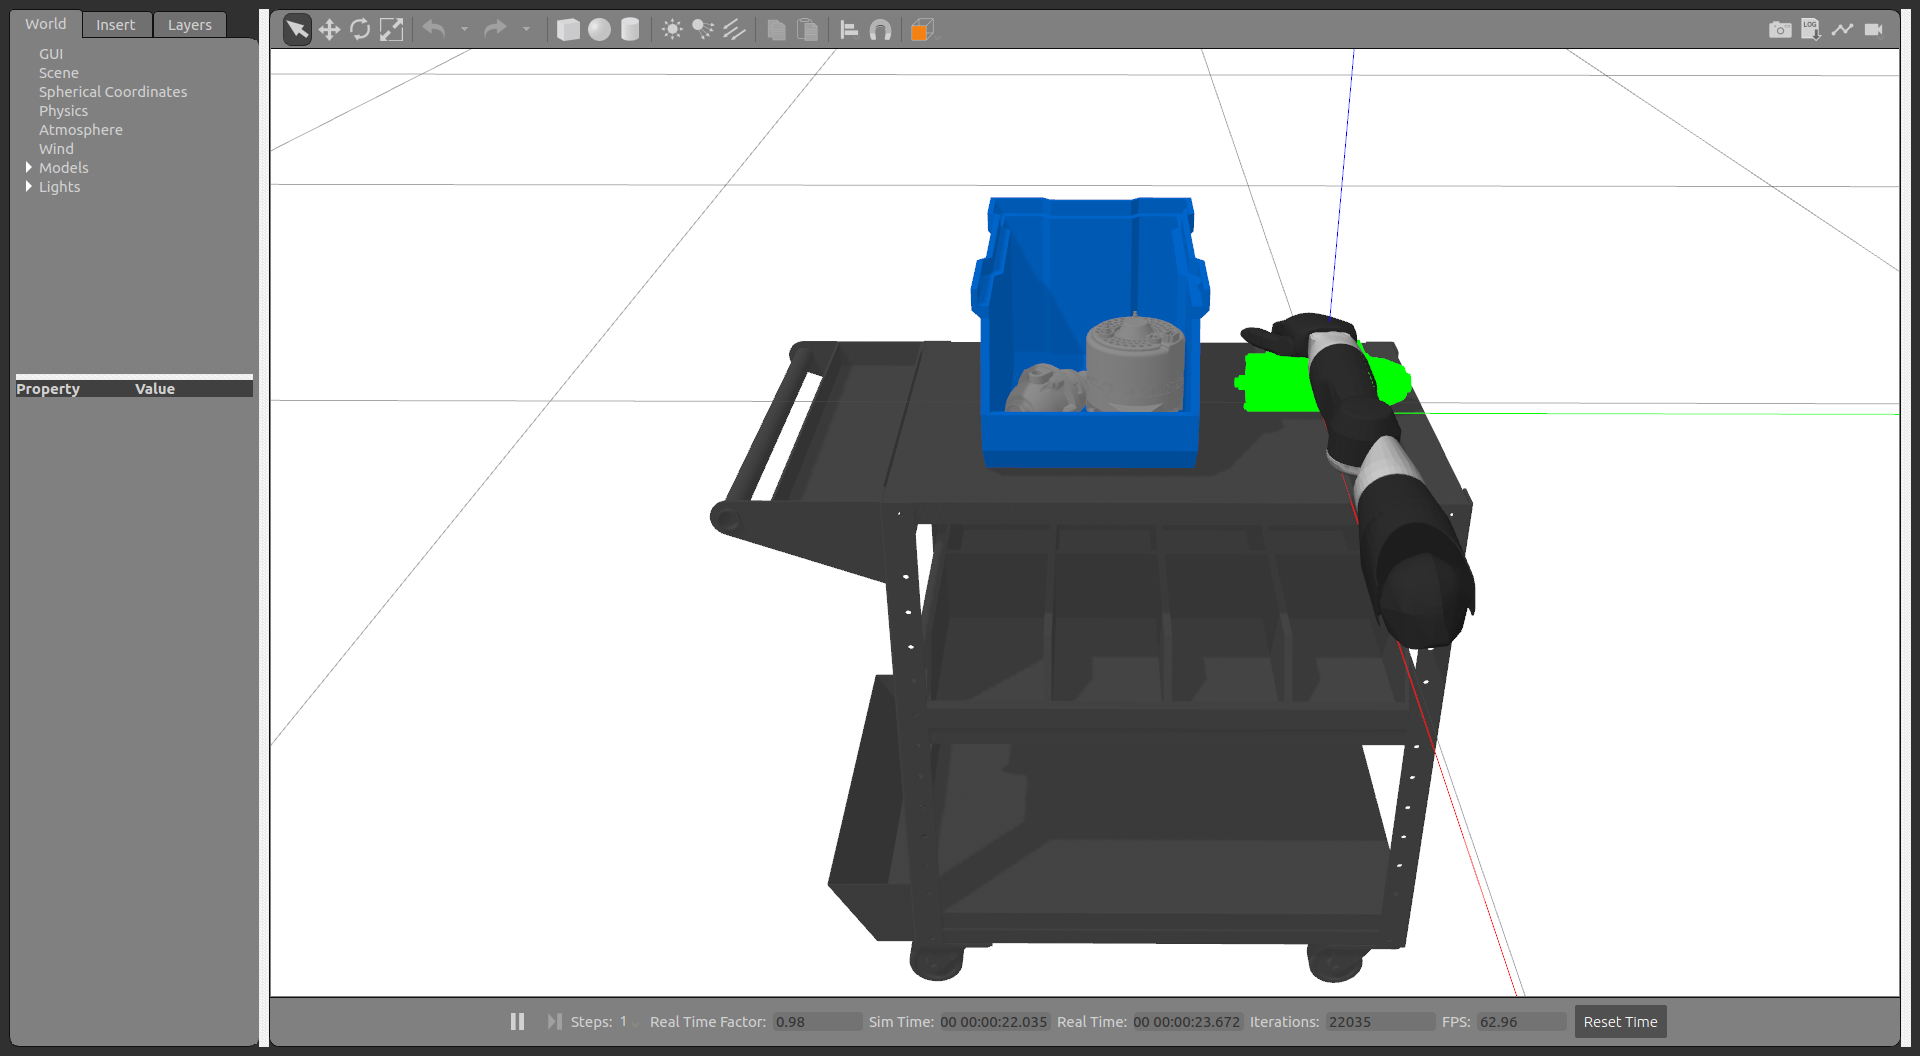 World Insert Layers
GUI
Scene
Spherical Coordinates
Physics
Atmosphere
Wind
Models
Lights
Property Value
LOG
Steps: 1 Real Time Factor: 0.98 Sim Time: 00 00:00:22.035 Real Time: 00 00:00:23.672 Iterations: 22035 FPS: 62.96 Reset Time